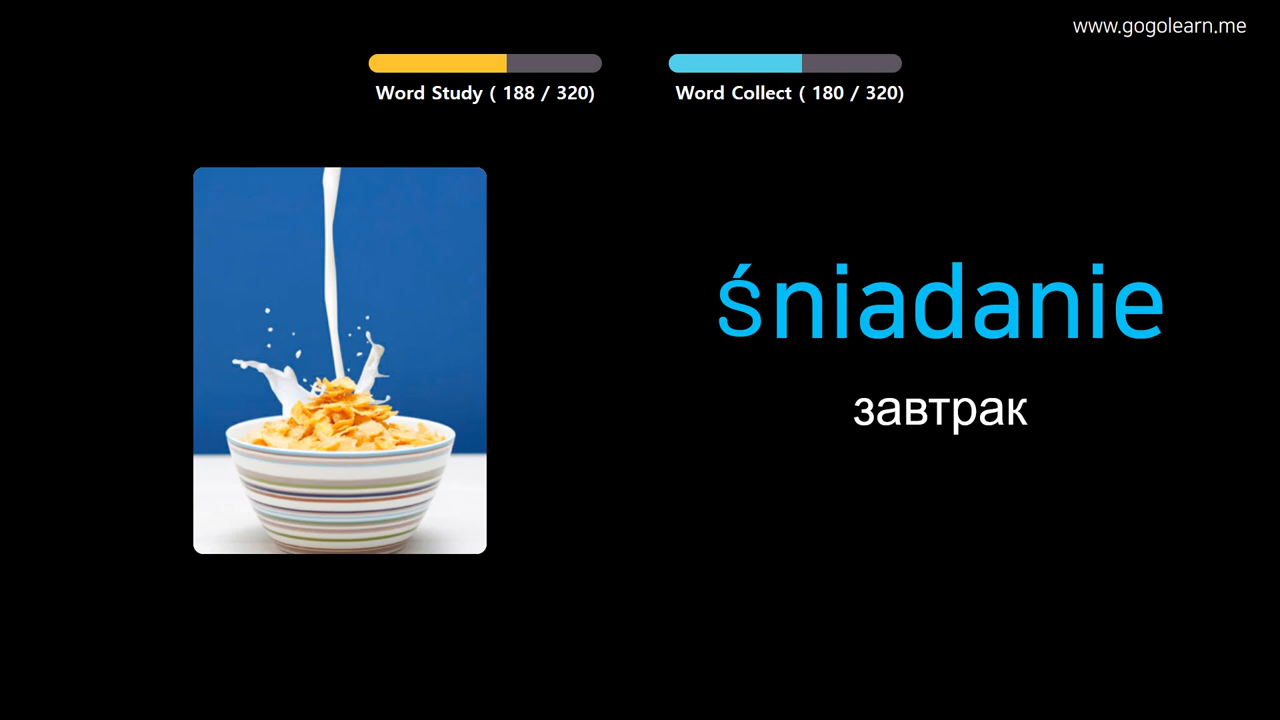 www.gogolearn.me
Word Study ( 188 / 320)
Word Collect ( 180 / 320)
śniadanie
завтрак